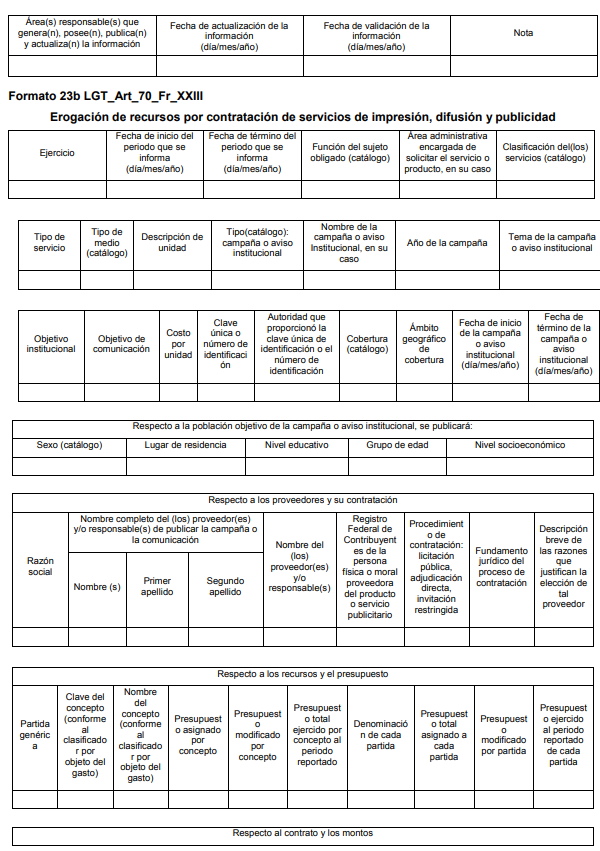 Área(s) responsable(s) que
genera(n), posee(n), publica(n)
y actualiza(n) la información
Fecha de actualización de la
información
(día/mes/año)
Fecha de validación de la
información
(día/mes/año)
Nota
Formato 23b LGT_Art_70_Fr_XXIII
Erogación de recursos por contratación de servicios de impresión, difusión y publicidad
Ejercicio
Fecha de inicio del
periodo que se
informa
(día/mes/año)
Fecha de término del
periodo que se
informa
(día/mes/año)
Función del sujeto
obligado (catálogo)
Área administrativa
encargada de
solicitar el servicio o
producto, en su caso
Clasificación del(los)
servicios (catálogo)
Tipo de
servicio
Tipo de
medio
(catálogo)
Descripción de
unidad
Tipo(catálogo):
campaña o aviso
institucional
Nombre de la
campaña o aviso
Institucional, en su
caso
Año de la campaña
Tema de la campaña
o aviso institucional
Objetivo
institucional
Objetivo de
comunicación
Costo
por
unidad
Clave
única o
número de
identificaci
ón
Autoridad que
proporcionó la
clave única de
identificación o el
número de
identificación
Cobertura
(catálogo)
Ámbito
geográfico
de
cobertura
Fecha de inicio
de la campaña
o aviso
institucional
(día/mes/año)
Fecha de
término de la
campaña o
aviso
institucional
(día/mes/año)
Respecto a la población objetivo de la campaña o aviso institucional, se publicará:
Sexo (catálogo)
Lugar de residencia
Nivel educativo
Grupo de edad
Nivel socioeconómico
Respecto a los proveedores y su contratación
Razón
social
Nombre completo del (los) proveedor(es)
y/o responsable(s) de publicar la campaña o
la comunicación
Nombre (s)
Primer
apellido
Segundo
apellido
Nombre del
(los)
proveedor(es)
y/o
responsable(s)
Registro
Federal de
Contribuyent
es de la
persona
física o moral
proveedora
del producto
o servicio
publicitario
Procedimient
o de
contratación:
licitación
pública,
adjudicación
directa,
invitación
restringida
Fundamento
jurídico del
proceso de
contratación
Descripción
breve de
las razones
que
justifican la
elección de
tal
proveedor
Respecto a los recursos y el presupuesto
Partida
genéric
a
Clave del
concepto
(conforme
al
clasificado
r por
objeto del
gasto)
Nombre
del
concepto
(conforme
al
clasificado
r por
objeto del
gasto)
Presupuest
o asignado
por
concepto
Presupuest
o
modificado
por
concepto
Presupuest
o total
ejercido por
concepto al
periodo
reportado
Denominació
n de cada
partida
Presupuest
o total
asignado a
cada
partida
Presupuest
o
modificado
por partida
Presupuest
o ejercido
al periodo
reportado
de cada
partida
Respecto al contrato y los montos